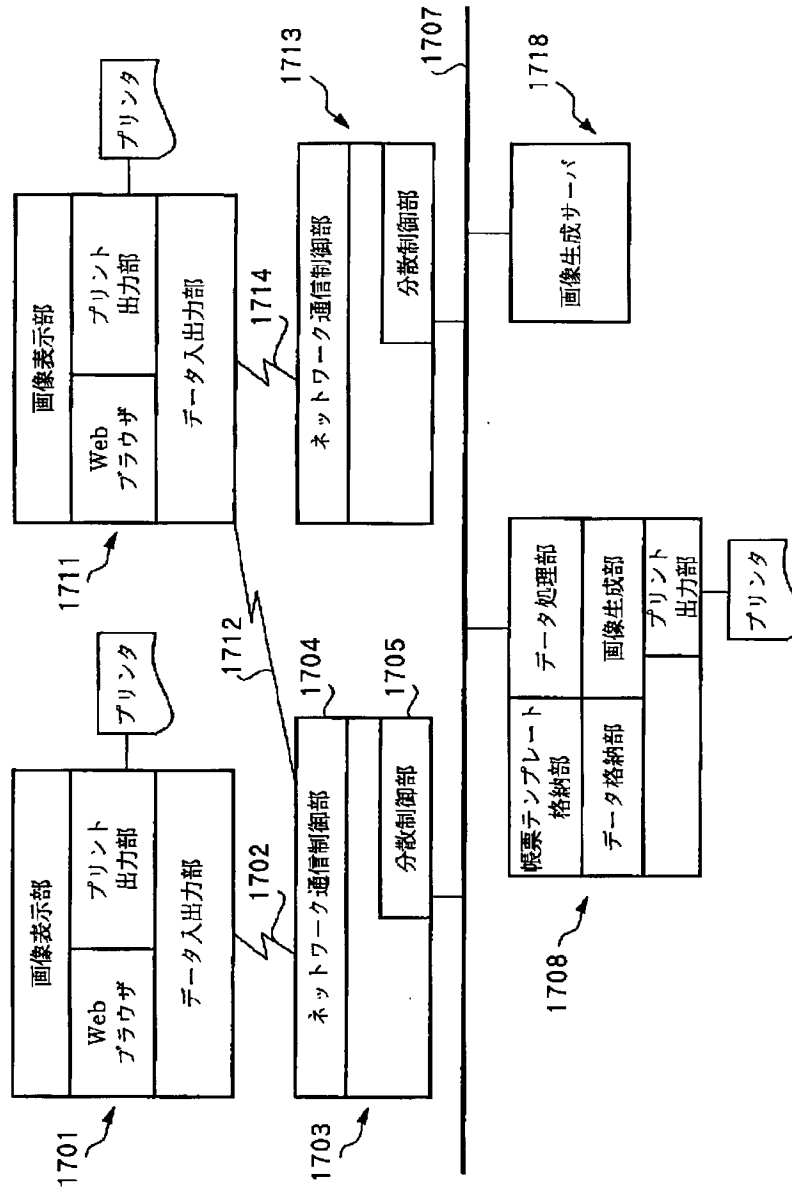 画像表示部
Web
ブラウザ
プリント
出力部
データ入出力部
プリンタ
1701
1702
画像表示部
Web
ブラウザ
プリント
出力部
データ入出力部
プリンタ
1711
1712
1714
ネットワーク通信制御部
分散制御部
1703
1704
1705
ネットワーク通信制御部
分散制御部
1713
1707
帳票テンプレート
格納部
データ処理部
データ格納部
画像生成部
プリント
出力部
プリンタ
1708
画像生成サーバ
1718